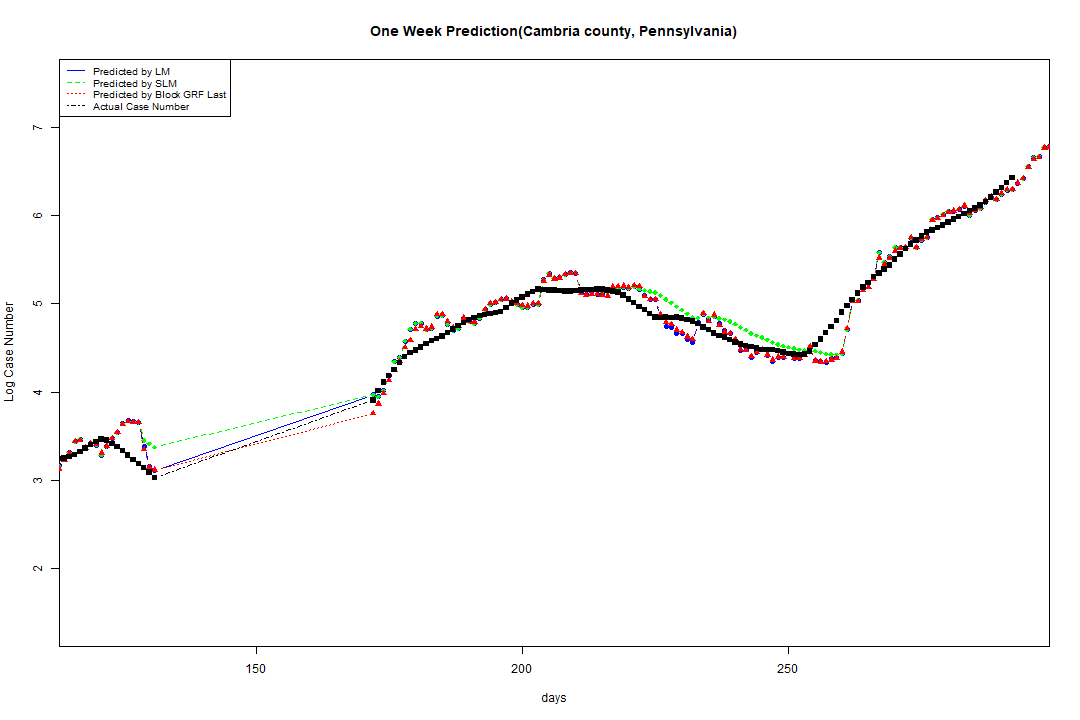 One Week Prediction(Cambria county, Pennsylvania)
Predicted by LM
Predicted by SLM
Predicted by Block GRF Last
Actual Case Number
7
6
5
4
3
2
Log Case Number
150 200 250
days